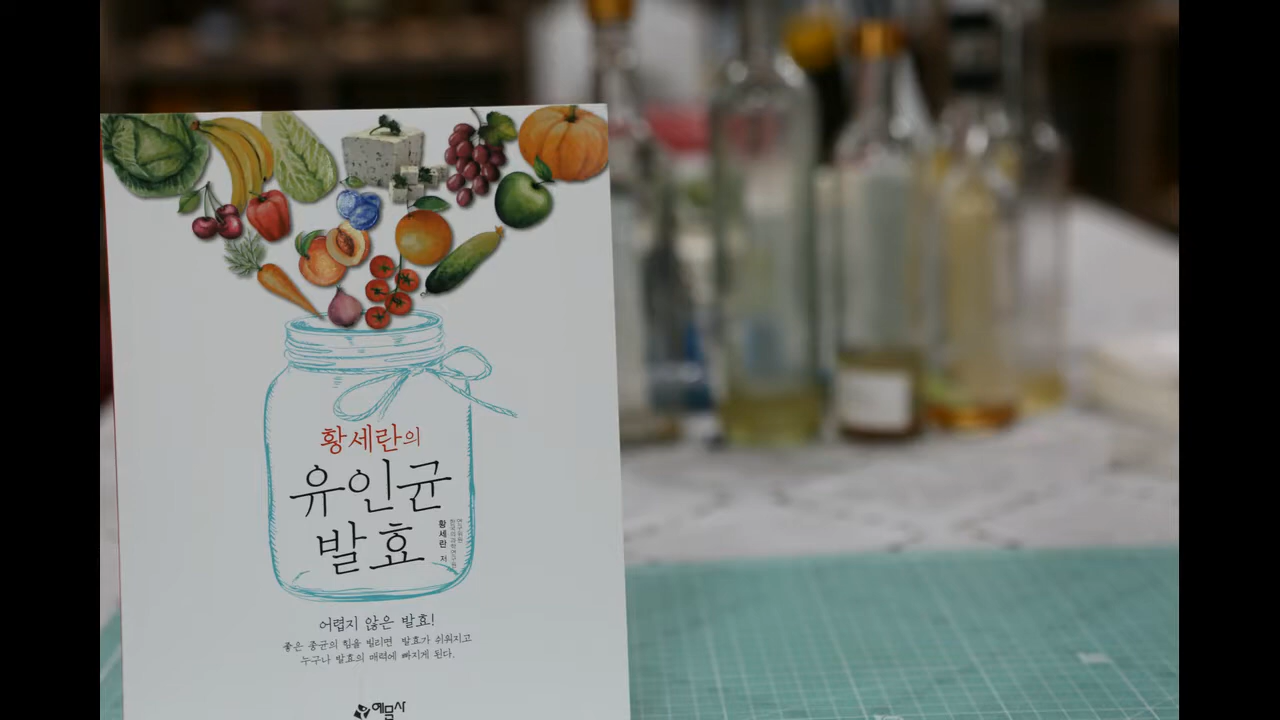 황세란의
유인균
발효
황세란 저
어렵지 않은 발효!
좋은 종균의 힘을 빌리면 발효가 쉬워지고
누구나 발효의 매력에 빠지게 된다.
예문사